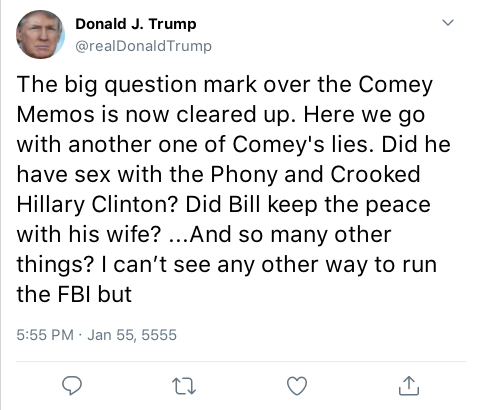 Donald J. Trump
@realDonaldTrump
The big question mark over the Comey
Memos is now cleared up. Here we go
with another one of Comey's lies. Did he
have sex with the Phony and Crooked
Hillary Clinton? Did Bill keep the peace
with his wife? ...And so many other
things? I can’t see any other way to run
the FBI but
5:55 PM · Jan 55, 5555